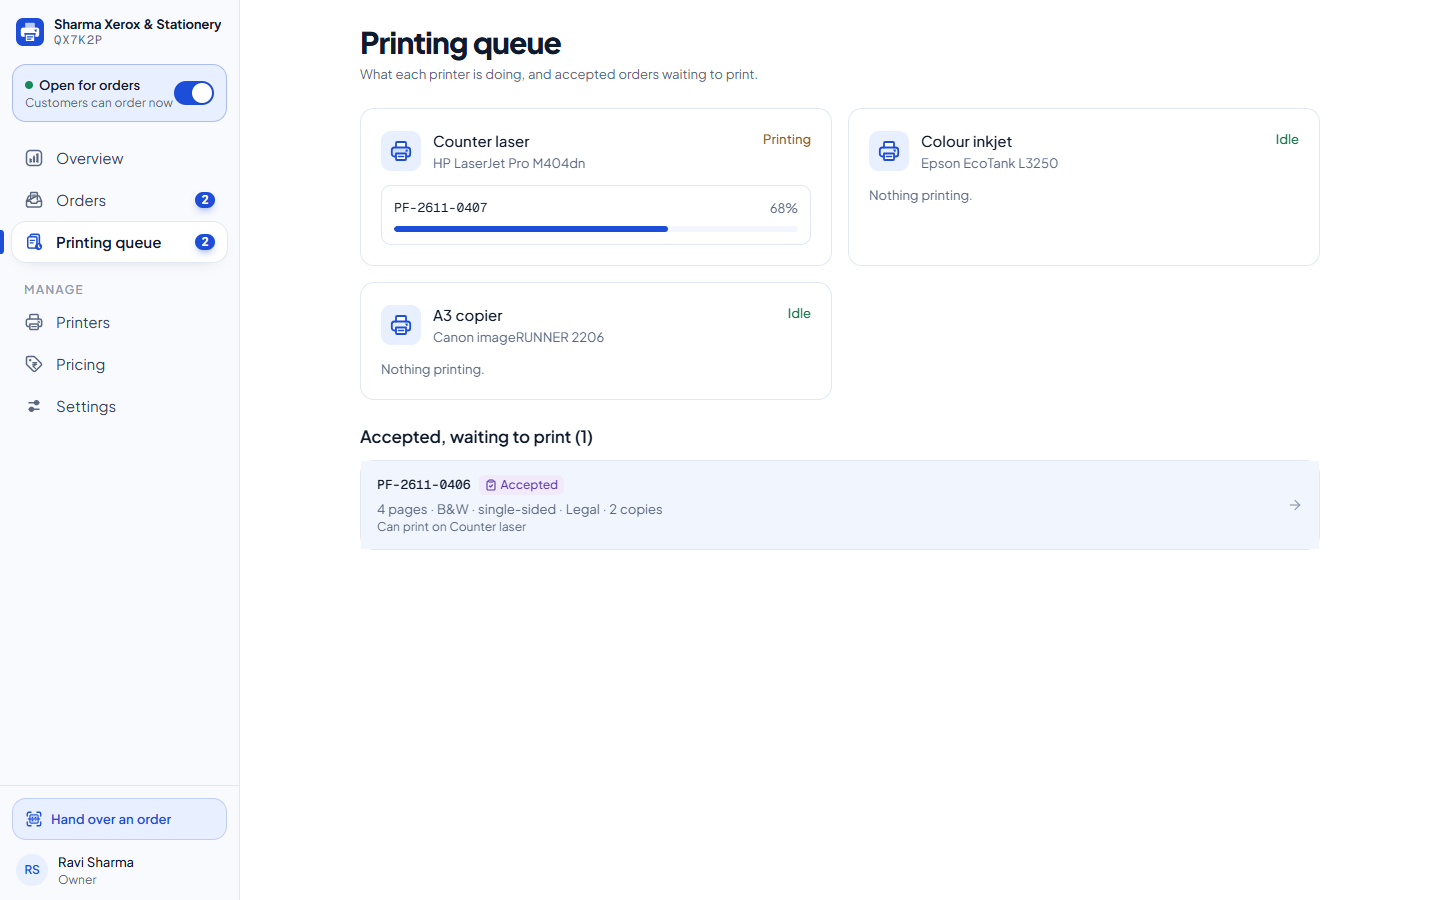 Sharma Xerox & Stationery
QX7K2P
Open for orders
Customers can order now
Overview
Orders 2
Printing queue 2
MANAGE
Printers
Pricing
Settings
Hand over an order
RS
Ravi Sharma
Owner
Printing queue
What each printer is doing, and accepted orders waiting to print.
Counter laser
Printing
HP LaserJet Pro M404dn
PF-2611-0407 68%
Colour inkjet
Idle
Epson EcoTank L3250
Nothing printing.
A3 copier
Idle
Canon imageRUNNER 2206
Nothing printing.
Accepted, waiting to print (1)
PF-2611-0406 Accepted
4 pages · B&W · single-sided · Legal · 2 copies
Can print on Counter laser